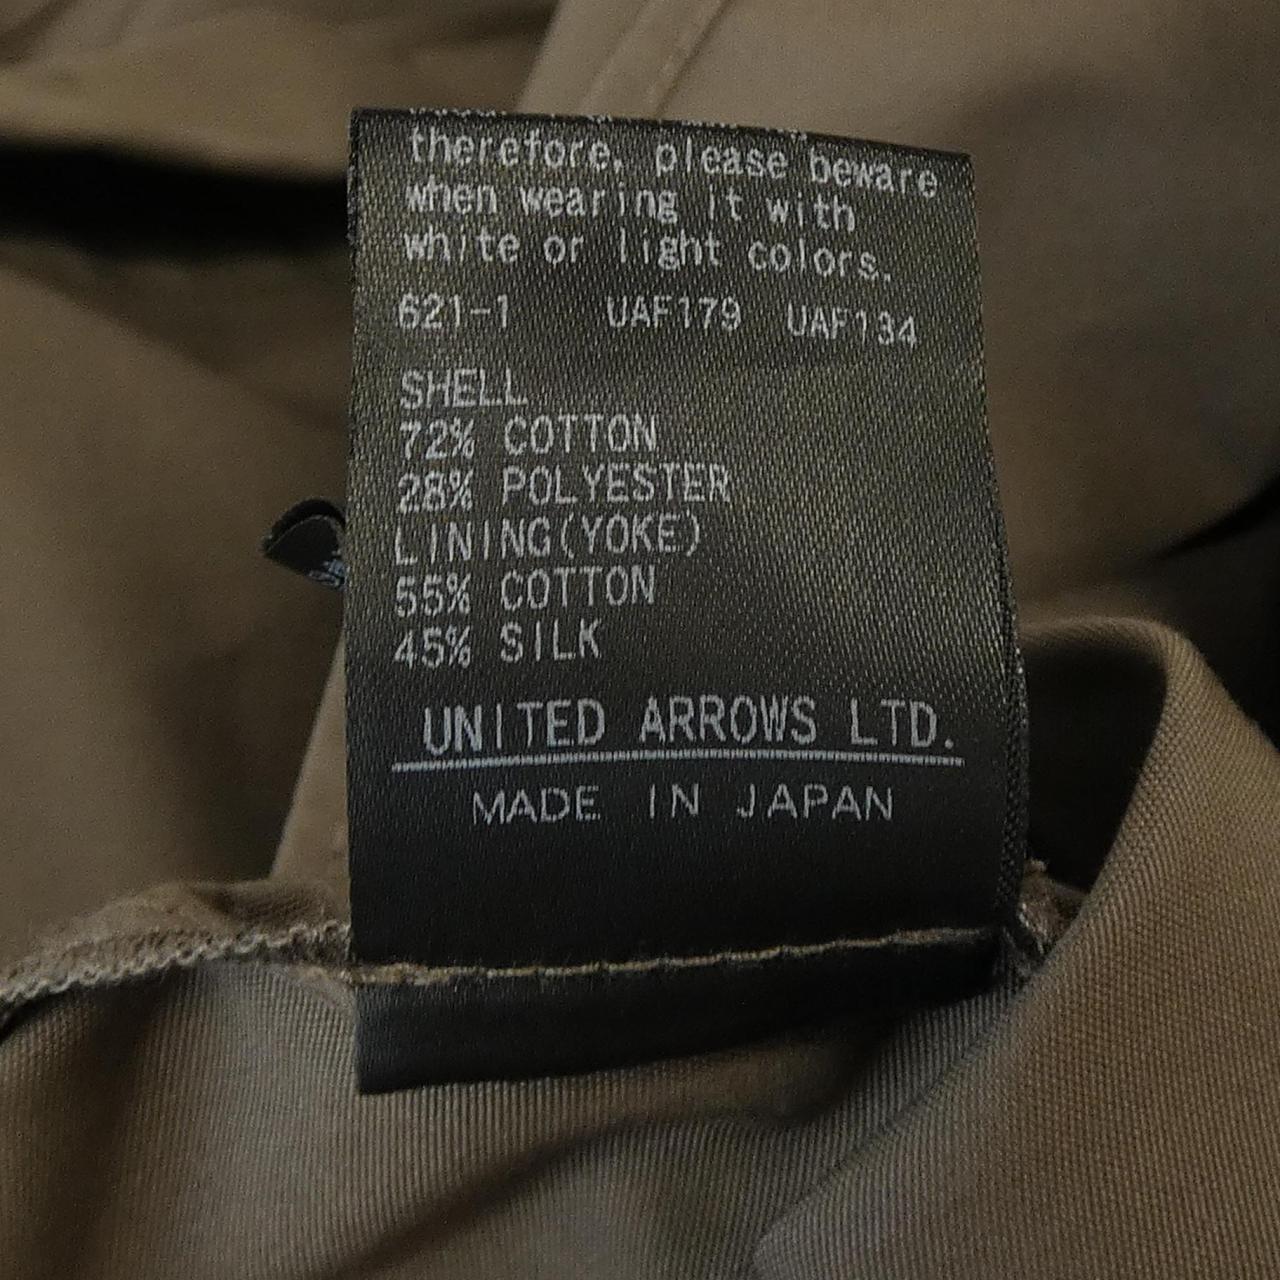 therefore, please beware
when wearing it with
white or light colors.
621-1 UAF179 UAF134
SHELL
72% COTTON
28% POLYESTER
LINING(YOKE)
55% COTTON
45% SILK
UNITED ARROWS LTD.
MADE IN JAPAN